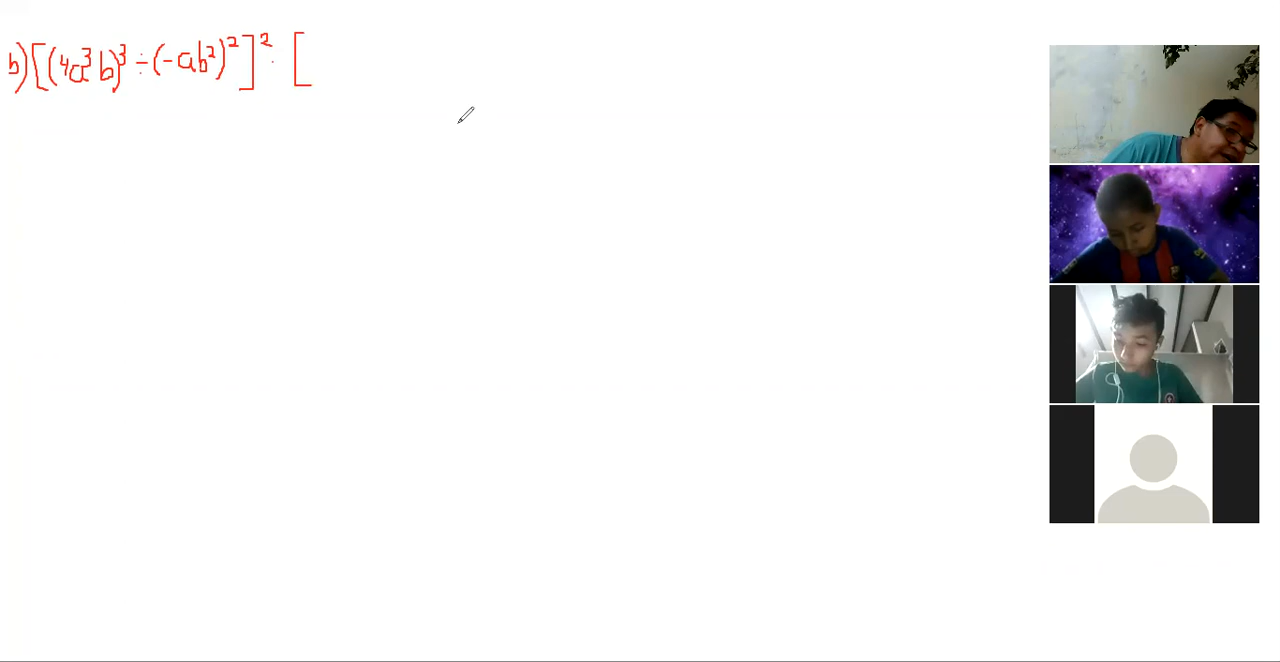 b) [(4a³b)³ ÷ (-ab²)²]² · [